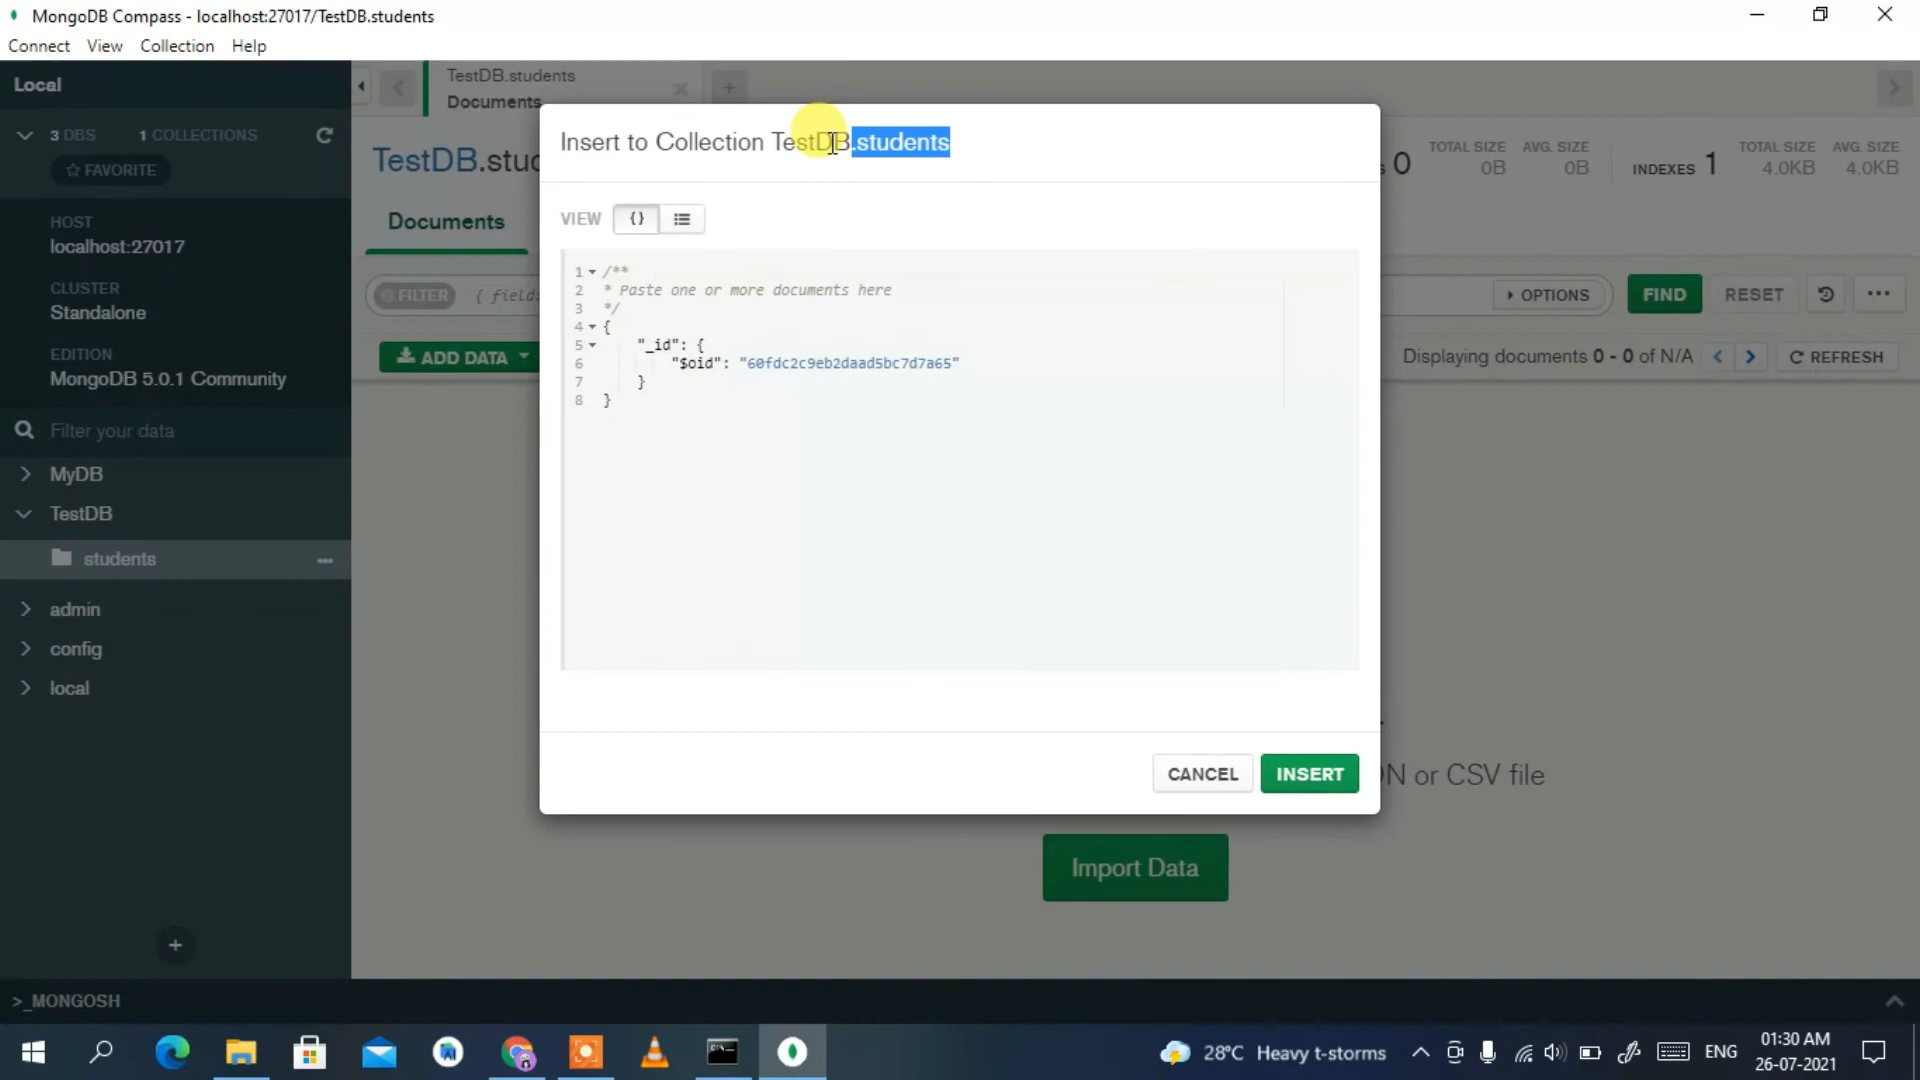 MongoDB Compass - localhost:27017/TestDB.students
Connect View Collection Help
Local
3 DBS 1 COLLECTIONS
FAVORITE
HOST
localhost:27017
CLUSTER
Standalone
EDITION
MongoDB 5.0.1 Community
Filter your data
MyDB
TestDB
students
admin
config
local
TestDB.students
Documents
TestDB.stud
0
TOTAL SIZE
0B
AVG. SIZE
0B
INDEXES 1
TOTAL SIZE
4.0KB
AVG. SIZE
4.0KB
Documents
FILTER { field:
OPTIONS
FIND
RESET
ADD DATA
Displaying documents 0 - 0 of N/A
REFRESH
Insert to Collection TestDB.students
VIEW {}
1 /**
2 * Paste one or more documents here
3 */
4 {
5 "_id": {
6 "$oid": "60fdc2c9eb2daad5bc7d7a65"
7 }
8 }
CANCEL
INSERT
N or CSV file
Import Data
>_MONGOSH
28°C Heavy t-storms
ENG
01:30 AM
26-07-2021